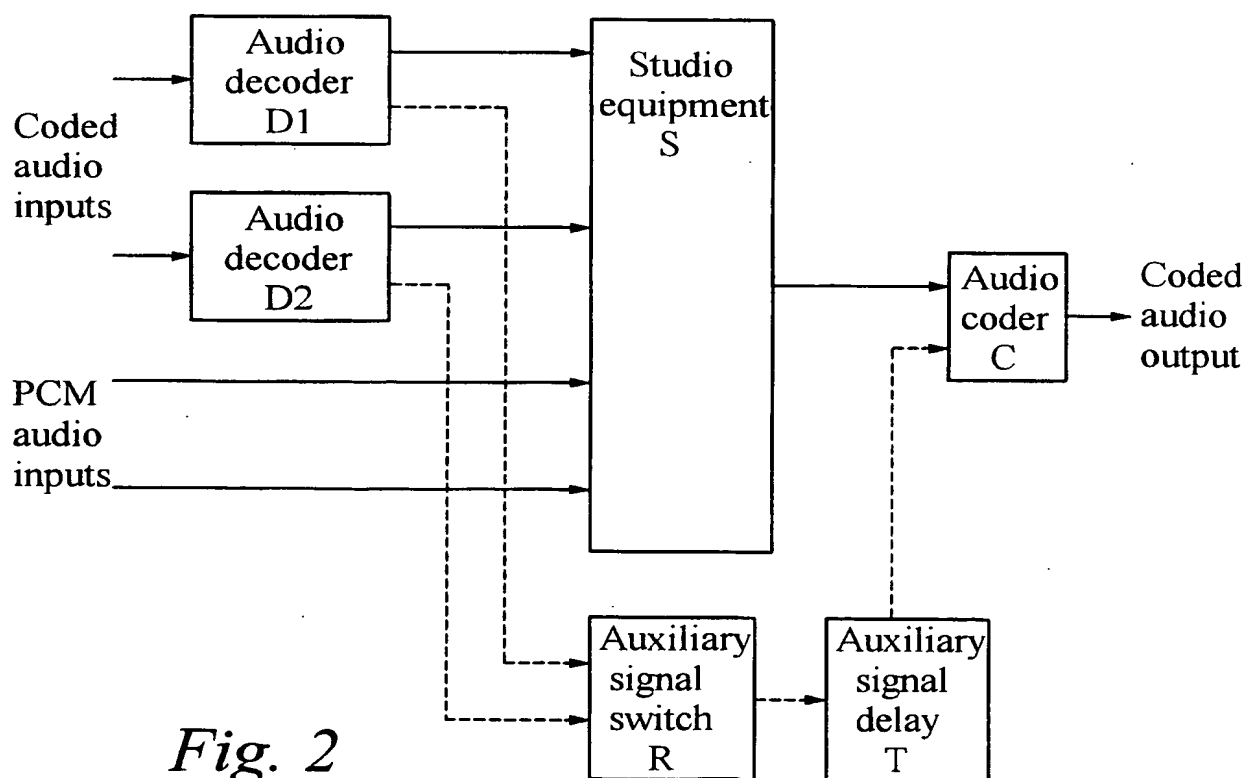 Audio
decoder
D1
Coded
audio
inputs
Audio
decoder
D2
Studio
equipment
S
Audio
coder
C
Coded
audio
output
PCM
audio
inputs
Auxiliary
signal
switch
R
Auxiliary
signal
delay
T
Fig. 2